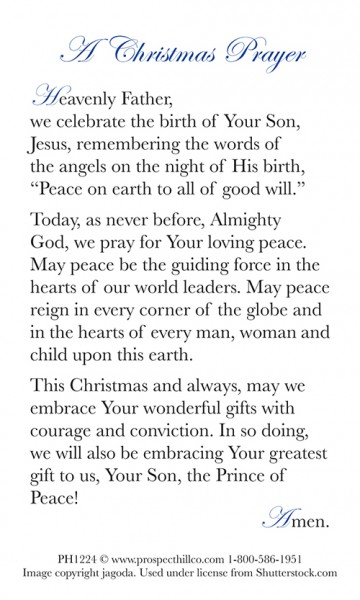 A Christmas Prayer
Heavenly Father,
we celebrate the birth of Your Son,
Jesus, remembering the words of
the angels on the night of His birth,
“Peace on earth to all of good will.”
Today, as never before, Almighty
God, we pray for Your loving peace.
May peace be the guiding force in the
hearts of our world leaders. May peace
reign in every corner of the globe and
in the hearts of every man, woman and
child upon this earth.
This Christmas and always, may we
embrace Your wonderful gifts with
courage and conviction. In so doing,
we will also be embracing Your greatest
gift to us, Your Son, the Prince of
Peace!
Amen.
PH1224 © www.prospecthillco.com 1-800-586-1951
Image copyright jagoda. Used under license from Shutterstock.com